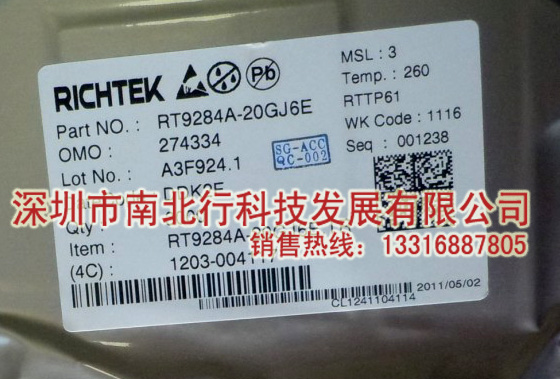 RICHTEK
Pb
MSL : 3
Temp. : 260
RTTP61
WK Code : 1116
Seq : 001238
Part NO. : RT9284A-20GJ6E
OMO : 274334
Lot No. : A3F924.1
SG-ACC
QC-002
深圳市南北行科技发展有限公司
Qty
销售热线：13316887805
Item : RT9284A-20GJ6E
(4C) : 1203-0041
2011/05/02
CL1241104114